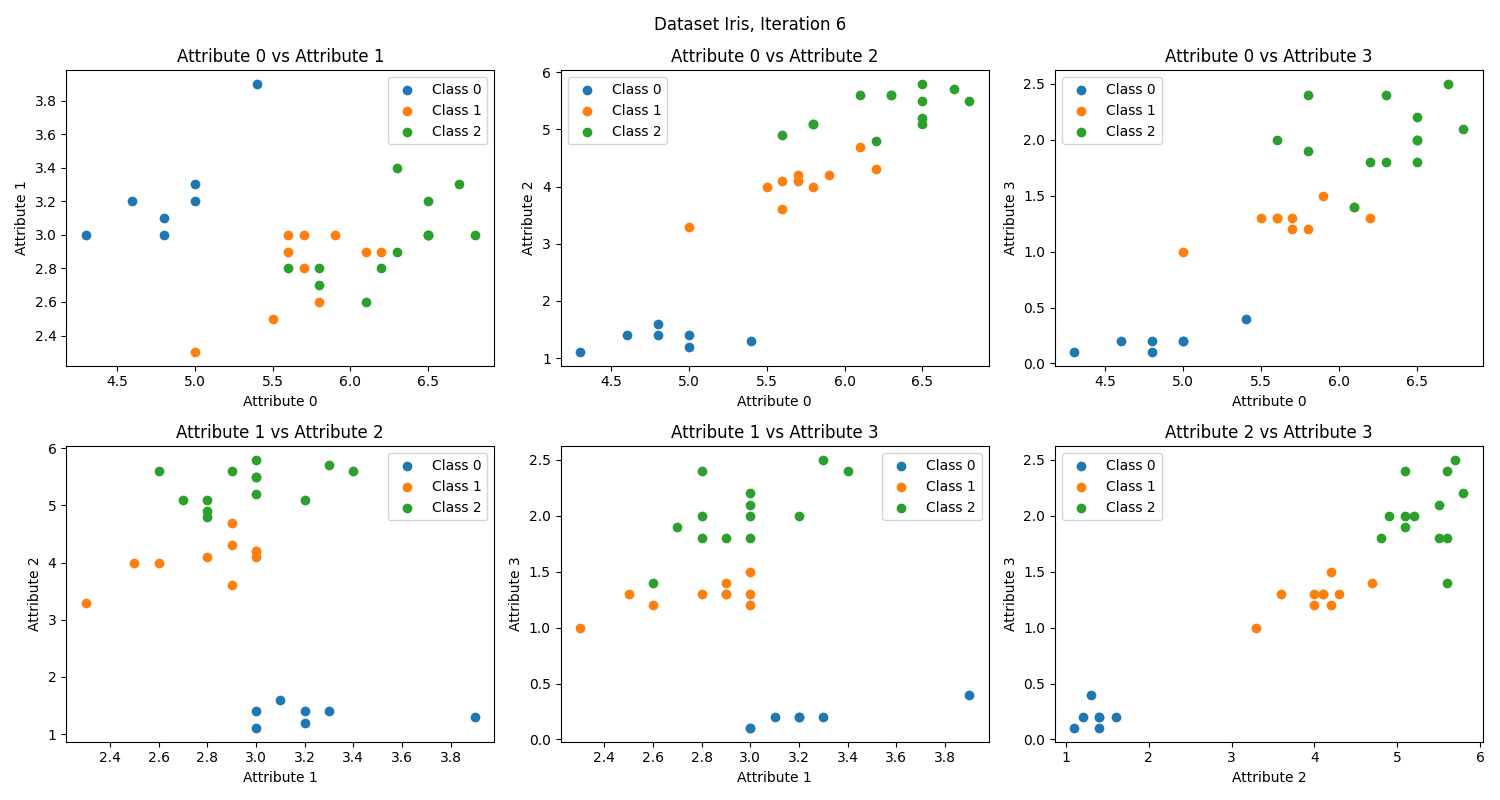 Dataset Iris, Iteration 6
Attribute 0 vs Attribute 1
Attribute 1
3.8
3.6
3.4
3.2
3.0
2.8
2.6
2.4
Class 0
Class 1
Class 2
4.5 5.0 5.5 6.0 6.5
Attribute 0
Attribute 0 vs Attribute 2
Attribute 2
6
5
4
3
2
1
Class 0
Class 1
Class 2
4.5 5.0 5.5 6.0 6.5
Attribute 0
Attribute 0 vs Attribute 3
Attribute 3
2.5
2.0
1.5
1.0
0.5
0.0
Class 0
Class 1
Class 2
4.5 5.0 5.5 6.0 6.5
Attribute 0
Attribute 1 vs Attribute 2
Attribute 2
6
5
4
3
2
1
Class 0
Class 1
Class 2
2.4 2.6 2.8 3.0 3.2 3.4 3.6 3.8
Attribute 1
Attribute 1 vs Attribute 3
Attribute 3
2.5
2.0
1.5
1.0
0.5
0.0
Class 0
Class 1
Class 2
2.4 2.6 2.8 3.0 3.2 3.4 3.6 3.8
Attribute 1
Attribute 2 vs Attribute 3
Attribute 3
2.5
2.0
1.5
1.0
0.5
0.0
Class 0
Class 1
Class 2
1 2 3 4 5 6
Attribute 2